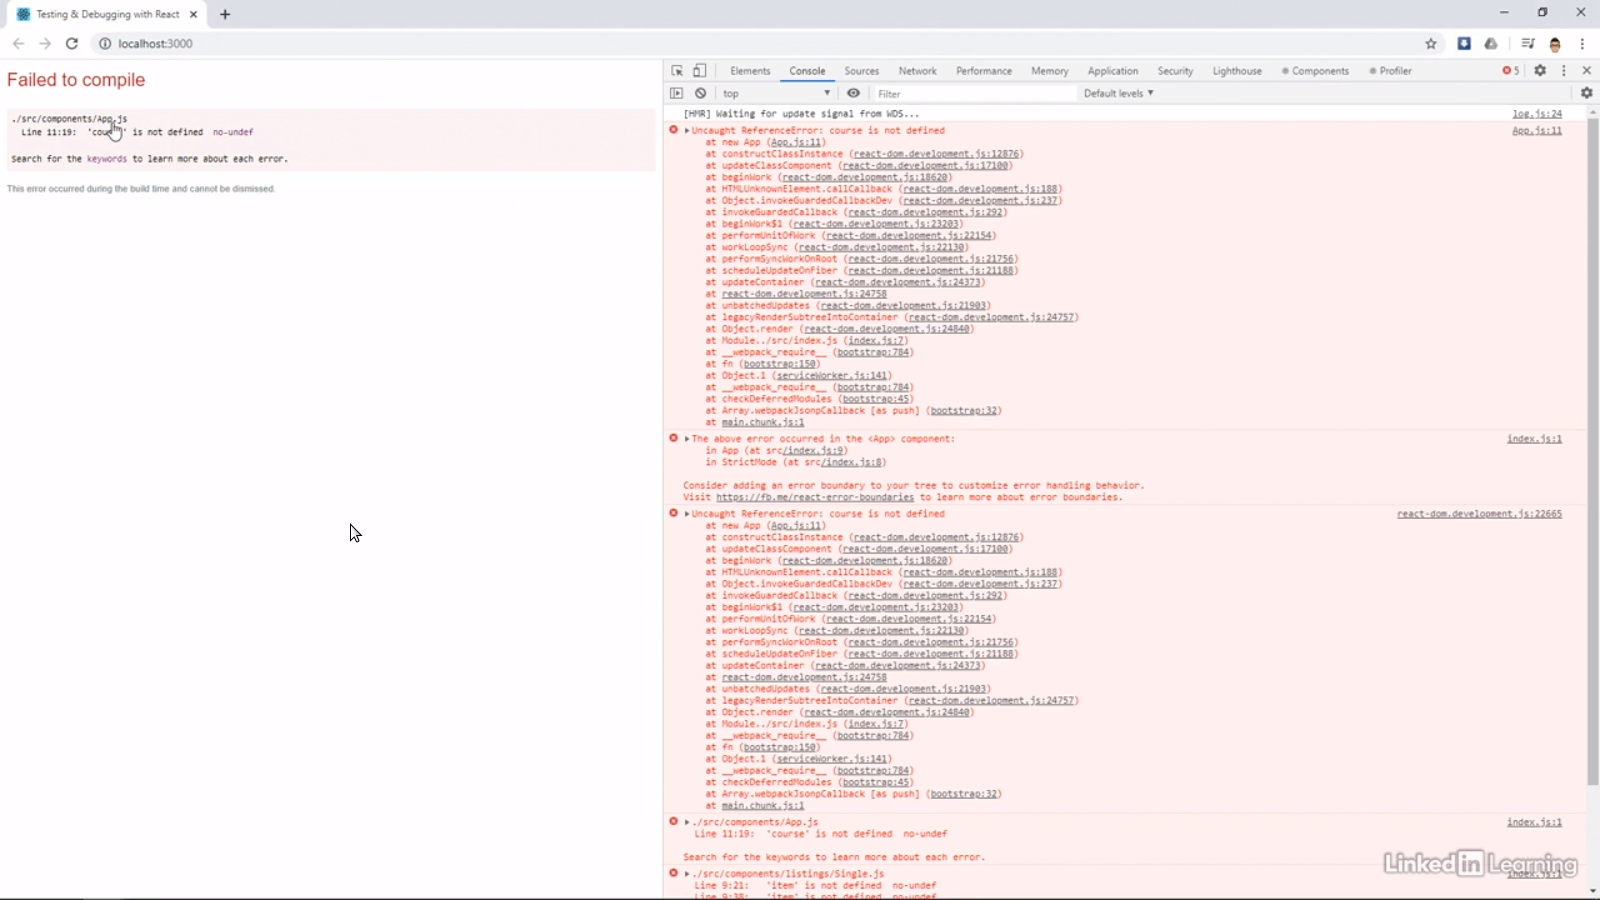 Testing & Debugging with React
localhost:3000
Failed to compile
./src/components/App.js
Line 11:19: 'cour ' is not defined no-undef
Search for the keywords to learn more about each error.
This error occurred during the build time and cannot be dismissed.
Elements Console Sources Network Performance Memory Application Security Lighthouse Components Profiler 5
top Filter Default levels
[HMR] Waiting for update signal from WDS... log.js:24
Uncaught ReferenceError: course is not defined App.js:11
at new App (App.js:11)
at constructClassInstance (react-dom.development.js:12876)
at updateClassComponent (react-dom.development.js:17100)
at beginWork (react-dom.development.js:18620)
at HTMLUnknownElement.callCallback (react-dom.development.js:188)
at Object.invokeGuardedCallbackDev (react-dom.development.js:237)
at invokeGuardedCallback (react-dom.development.js:292)
at beginWork$1 (react-dom.development.js:23203)
at performUnitOfWork (react-dom.development.js:22154)
at workLoopSync (react-dom.development.js:22130)
at performSyncWorkOnRoot (react-dom.development.js:21756)
at scheduleUpdateOnFiber (react-dom.development.js:21188)
at updateContainer (react-dom.development.js:24373)
at react-dom.development.js:24758
at unbatchedUpdates (react-dom.development.js:21903)
at legacyRenderSubtreeIntoContainer (react-dom.development.js:24757)
at Object.render (react-dom.development.js:24840)
at Module../src/index.js (index.js:7)
at __webpack_require__ (bootstrap:784)
at fn (bootstrap:150)
at Object.1 (serviceWorker.js:141)
at __webpack_require__ (bootstrap:784)
at checkDeferredModules (bootstrap:45)
at Array.webpackJsonpCallback [as push] (bootstrap:32)
at main.chunk.js:1
The above error occurred in the <App> component: index.js:1
in App (at src/index.js:9)
in StrictMode (at src/index.js:8)
Consider adding an error boundary to your tree to customize error handling behavior.
Visit https://fb.me/react-error-boundaries to learn more about error boundaries.
Uncaught ReferenceError: course is not defined react-dom.development.js:22665
at new App (App.js:11)
at constructClassInstance (react-dom.development.js:12876)
at updateClassComponent (react-dom.development.js:17100)
at beginWork (react-dom.development.js:18620)
at HTMLUnknownElement.callCallback (react-dom.development.js:188)
at Object.invokeGuardedCallbackDev (react-dom.development.js:237)
at invokeGuardedCallback (react-dom.development.js:292)
at beginWork$1 (react-dom.development.js:23203)
at performUnitOfWork (react-dom.development.js:22154)
at workLoopSync (react-dom.development.js:22130)
at performSyncWorkOnRoot (react-dom.development.js:21756)
at scheduleUpdateOnFiber (react-dom.development.js:21188)
at updateContainer (react-dom.development.js:24373)
at react-dom.development.js:24758
at unbatchedUpdates (react-dom.development.js:21903)
at legacyRenderSubtreeIntoContainer (react-dom.development.js:24757)
at Object.render (react-dom.development.js:24840)
at Module../src/index.js (index.js:7)
at __webpack_require__ (bootstrap:784)
at fn (bootstrap:150)
at Object.1 (serviceWorker.js:141)
at __webpack_require__ (bootstrap:784)
at checkDeferredModules (bootstrap:45)
at Array.webpackJsonpCallback [as push] (bootstrap:32)
at main.chunk.js:1
./src/components/App.js index.js:1
Line 11:19: 'course' is not defined no-undef
Search for the keywords to learn more about each error.
LinkedIn Learning
./src/components/listings/Single.js index.js:1
Line 9:21: 'item' is not defined no-undef
Line 9:38: 'item' is not defined no-undef